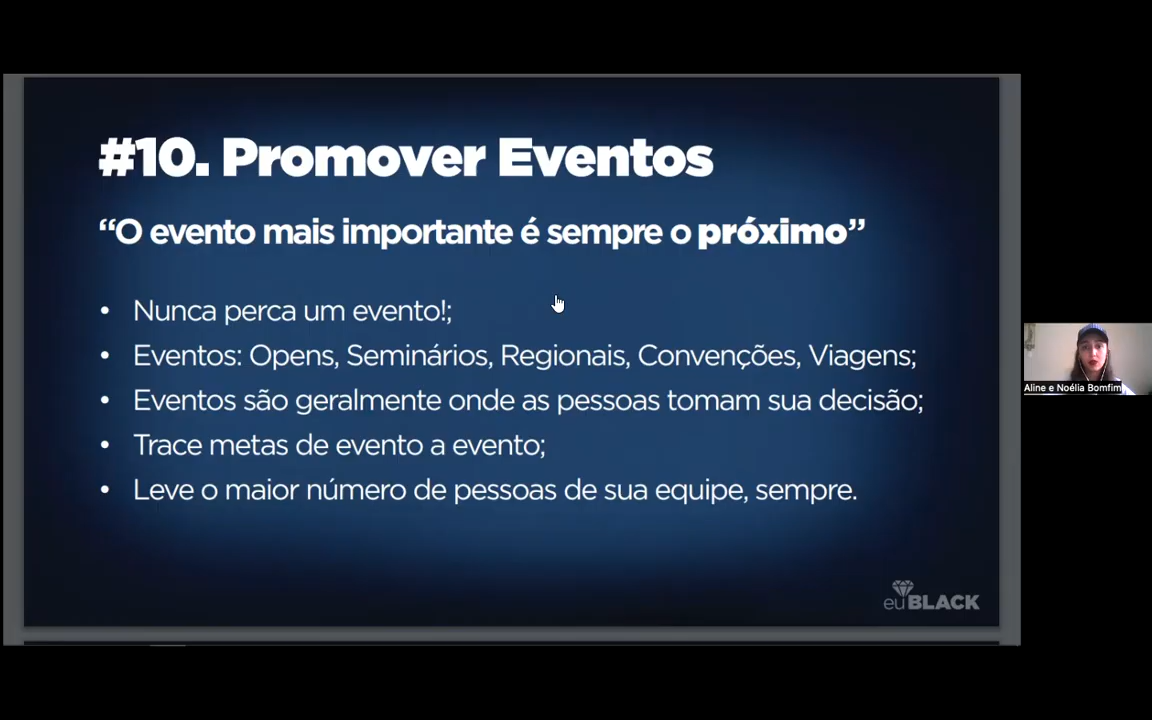 #10. Promover Eventos
“O evento mais importante é sempre o próximo”
• Nunca perca um evento!;
• Eventos: Opens, Seminários, Regionais, Convenções, Viagens;
• Eventos são geralmente onde as pessoas tomam sua decisão;
• Trace metas de evento a evento;
• Leve o maior número de pessoas de sua equipe, sempre.
Aline e Noélia Bomfim
eu BLACK